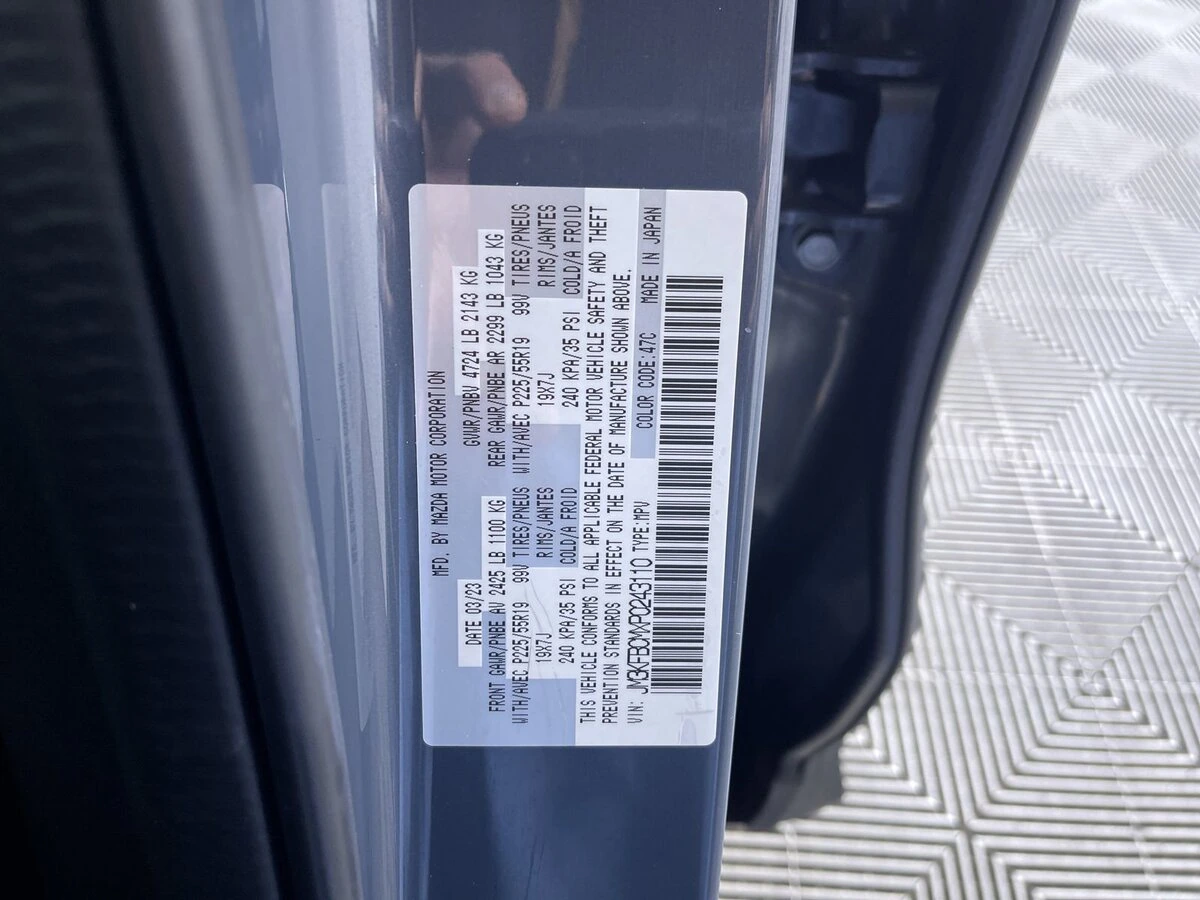 MFD. BY MAZDA MOTOR CORPORATION
DATE 03/23 GVWR/PNBV 4724 LB 2143 KG
FRONT GAWR/PNBE AV 2425 LB 1100 KG REAR GAWR/PNBE AR 2299 LB 1043 KG
WITH/AVEC P225/55R19 99V TIRES/PNEUS WITH/AVEC P225/55R19 99V TIRES/PNEUS
19X7J RIMS/JANTES 19X7J RIMS/JANTES
240 KPA/35 PSI COLD/A FROID 240 KPA/35 PSI COLD/A FROID
THIS VEHICLE CONFORMS TO ALL APPLICABLE FEDERAL MOTOR VEHICLE SAFETY AND THEFT
PREVENTION STANDARDS IN EFFECT ON THE DATE OF MANUFACTURE SHOWN ABOVE.
VIN: JM3KFBCMXP0243110 TYPE:MPV COLOR CODE:47C MADE IN JAPAN